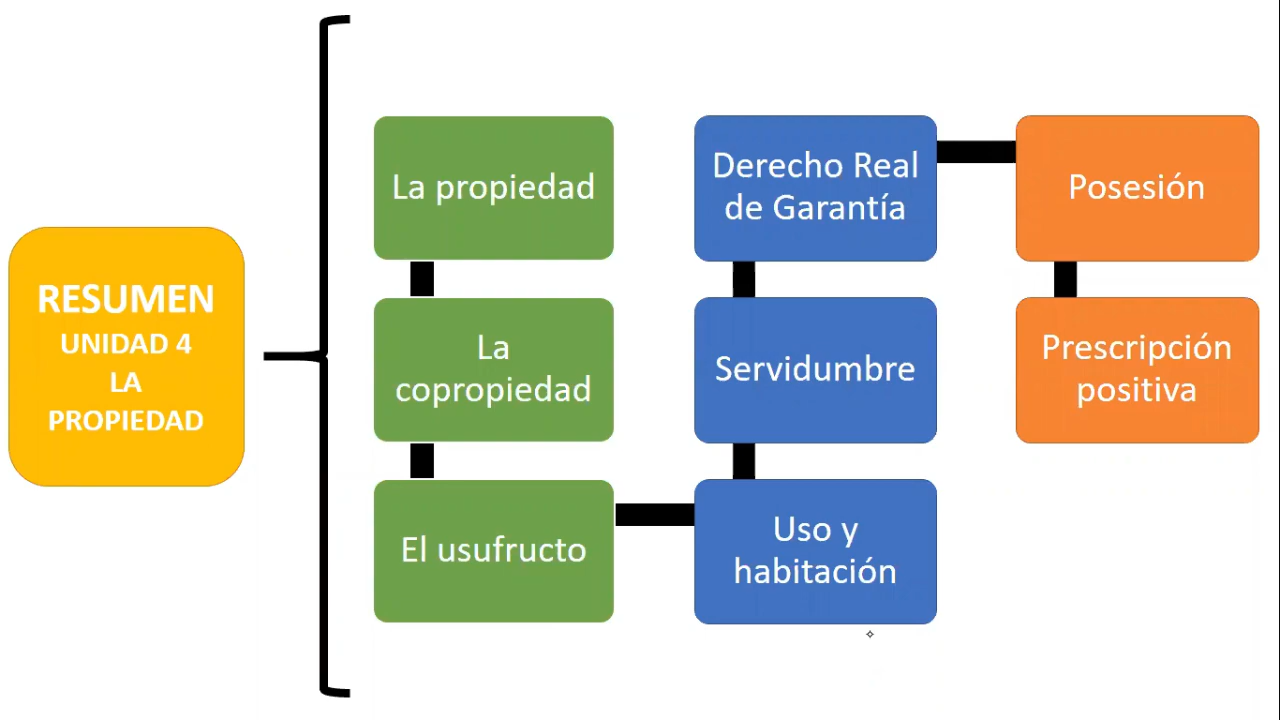 RESUMEN
UNIDAD 4
LA
PROPIEDAD
La propiedad
La
copropiedad
El usufructo
Uso y
habitación
Servidumbre
Derecho Real
de Garantía
Posesión
Prescripción
positiva